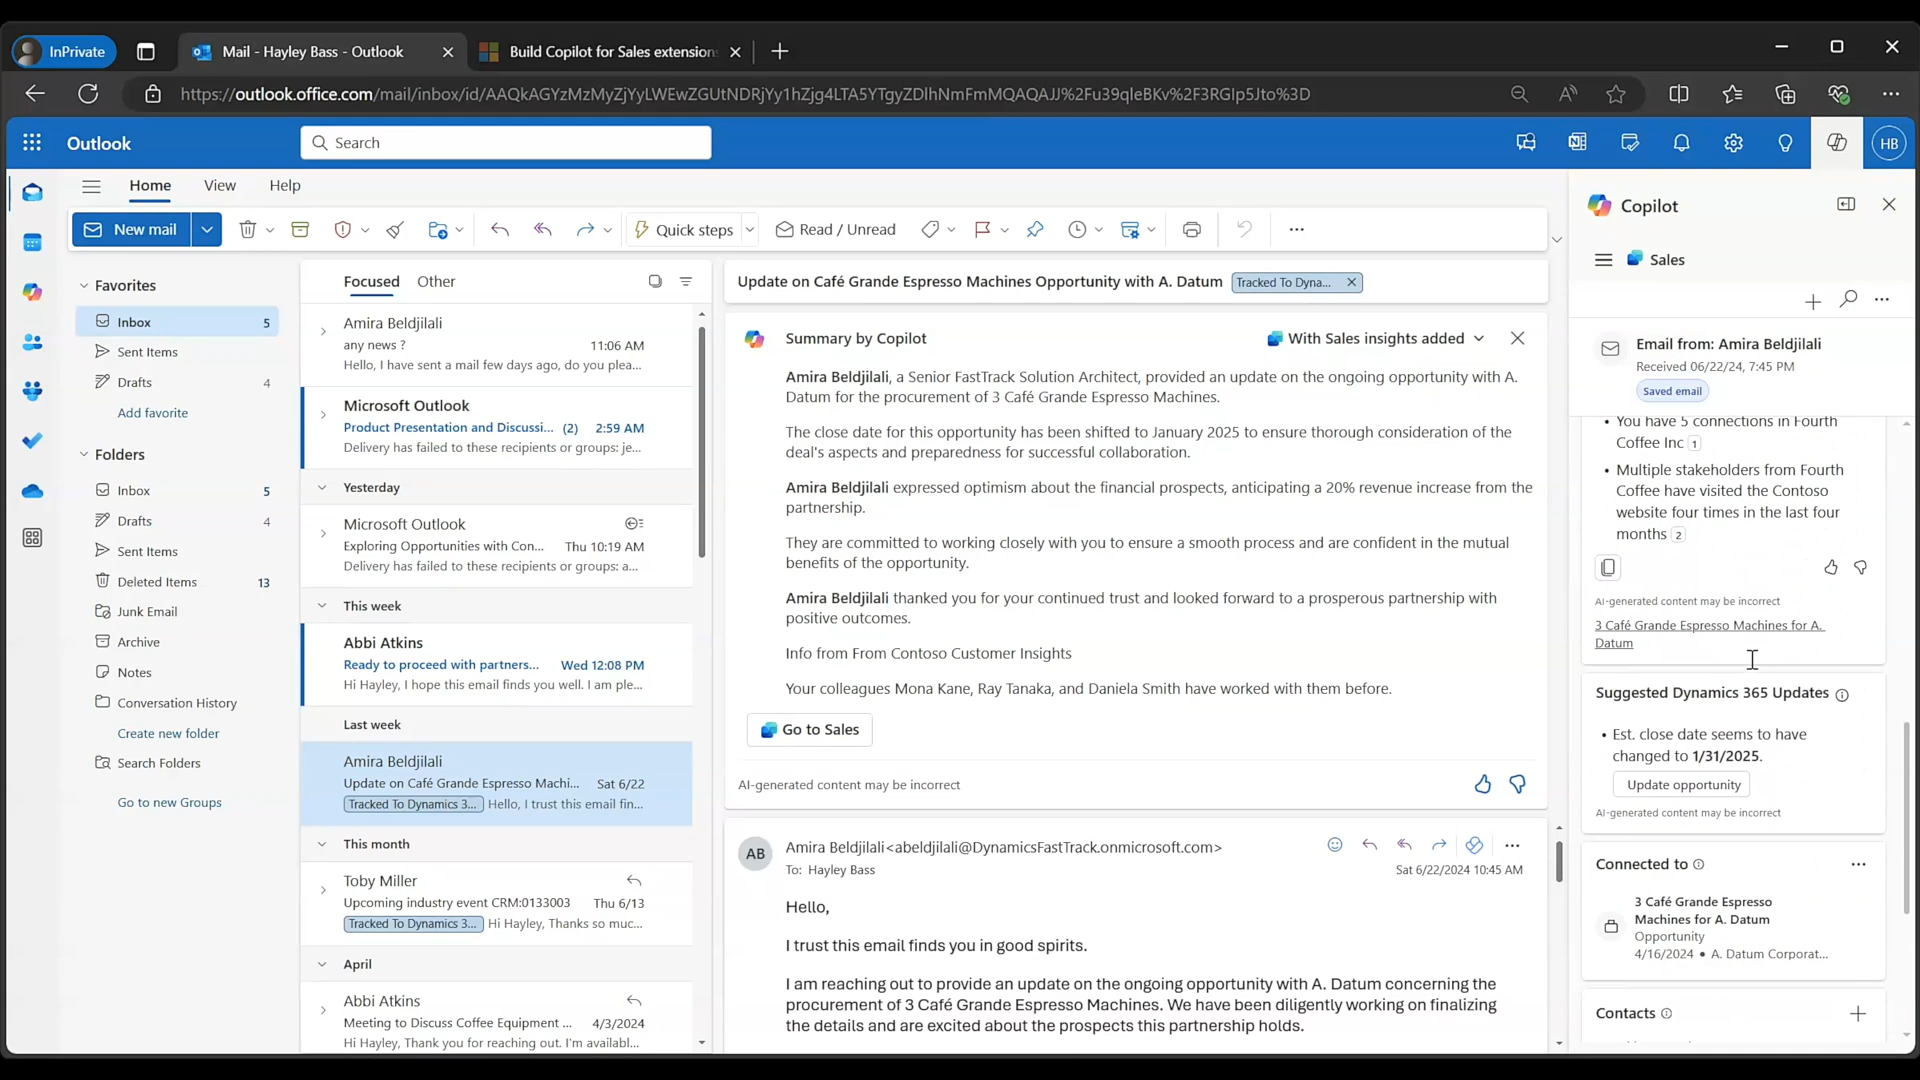 InPrivate
Mail - Hayley Bass - Outlook
Build Copilot for Sales extension
https://outlook.office.com/mail/inbox/id/AAQkAGYzMzMyZjYyLWEwZGUtNDRjYy1hZjg4LTA5YTgyZDlhNmFmMQAQAJJ%2Fu39qleBKv%2F3RGIp5Jto%3D
Outlook
Search
HB
Home
View
Help
New mail
Quick steps
Read / Unread
Favorites
Inbox 5
Sent Items
Drafts 4
Add favorite
Folders
Inbox 5
Drafts 4
Sent Items
Deleted Items 13
Junk Email
Archive
Notes
Conversation History
Create new folder
Search Folders
Go to new Groups
Focused
Other
Amira Beldjilali
any news ? 11:06 AM
Hello, I have sent a mail few days ago, do you plea...
Microsoft Outlook
Product Presentation and Discussi... (2) 2:59 AM
Delivery has failed to these recipients or groups: je...
Yesterday
Microsoft Outlook
Exploring Opportunities with Con... Thu 10:19 AM
Delivery has failed to these recipients or groups: a...
This week
Abbi Atkins
Ready to proceed with partners... Wed 12:08 PM
Hi Hayley, I hope this email finds you well. I am ple...
Last week
Amira Beldjilali
Update on Café Grande Espresso Machi... Sat 6/22
Tracked To Dynamics 3... Hello, I trust this email fin...
This month
Toby Miller
Upcoming industry event CRM:0133003 Thu 6/13
Tracked To Dynamics 3... Hi Hayley, Thanks so muc...
April
Abbi Atkins
Meeting to Discuss Coffee Equipment ... 4/3/2024
Hi Hayley, Thank you for reaching out. I'm availabl...
Update on Café Grande Espresso Machines Opportunity with A. Datum
Tracked To Dyna...
Summary by Copilot
With Sales insights added
Amira Beldjilali, a Senior FastTrack Solution Architect, provided an update on the ongoing opportunity with A.
Datum for the procurement of 3 Café Grande Espresso Machines.
The close date for this opportunity has been shifted to January 2025 to ensure thorough consideration of the
deal's aspects and preparedness for successful collaboration.
Amira Beldjilali expressed optimism about the financial prospects, anticipating a 20% revenue increase from the
partnership.
They are committed to working closely with you to ensure a smooth process and are confident in the mutual
benefits of the opportunity.
Amira Beldjilali thanked you for your continued trust and looked forward to a prosperous partnership with
positive outcomes.
Info from From Contoso Customer Insights
Your colleagues Mona Kane, Ray Tanaka, and Daniela Smith have worked with them before.
Go to Sales
AI-generated content may be incorrect
AB
Amira Beldjilali<abeldjilali@DynamicsFastTrack.onmicrosoft.com>
To: Hayley Bass
Sat 6/22/2024 10:45 AM
Hello,
I trust this email finds you in good spirits.
I am reaching out to provide an update on the ongoing opportunity with A. Datum concerning the
procurement of 3 Café Grande Espresso Machines. We have been diligently working on finalizing
the details and are excited about the prospects this partnership holds.
Copilot
Sales
Email from: Amira Beldjilali
Received 06/22/24, 7:45 PM
Saved email
• You have 5 connections in Fourth
Coffee Inc 1
• Multiple stakeholders from Fourth
Coffee have visited the Contoso
website four times in the last four
months 2
AI-generated content may be incorrect
3 Café Grande Espresso Machines for A.
Datum
Suggested Dynamics 365 Updates
• Est. close date seems to have
changed to 1/31/2025.
Update opportunity
AI-generated content may be incorrect
Connected to
3 Café Grande Espresso
Machines for A. Datum
Opportunity
4/16/2024 • A. Datum Corporat...
Contacts